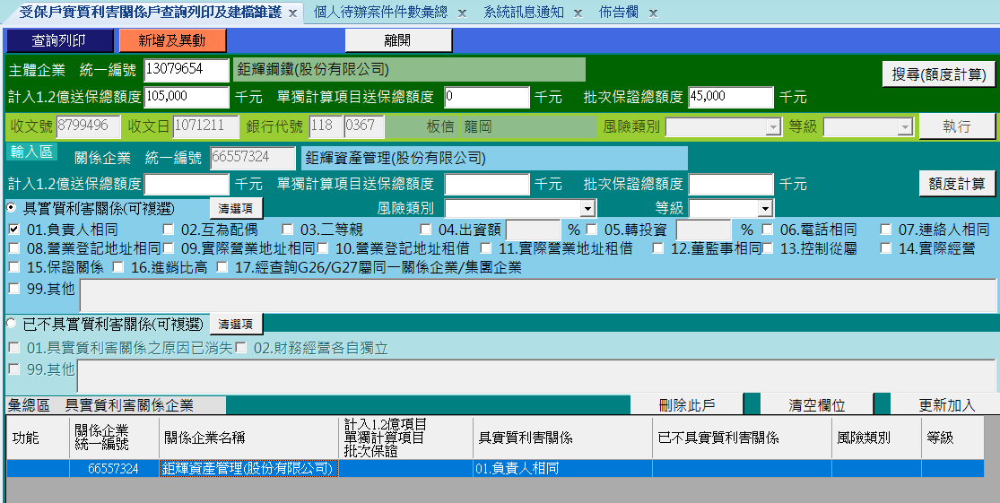 受保戶實質利害關係戶查詢列印及建檔維護 x 個人待辦案件件數彙總 x 系統訊息通知 x 佈告欄 x
查詢列印 新增及異動 離開
主體企業 統一編號 13079654 鉅輝鋼鐵(股份有限公司) 搜尋(額度計算)
計入1.2億送保總額度 105,000 千元 單獨計算項目送保總額度 0 千元 批次保證總額度 45,000 千元
收文號 8799496 收文日 1071211 銀行代號 118 0367 板信 龍岡 風險類別 等級 執行
輸入區 關係企業 統一編號 66557324 鉅輝資產管理(股份有限公司)
計入1.2億送保總額度 千元 單獨計算項目送保總額度 千元 批次保證總額度 千元 額度計算
具實質利害關係(可複選) 清選項 風險類別 等級
01.負責人相同 02.互為配偶 03.二等親 04.出資額 % 05.轉投資 % 06.電話相同 07.連絡人相同
08.營業登記地址相同 09.實際營業地址相同 10.營業登記地址租借 11.實際營業地址租借 12.董監事相同 13.控制從屬 14.實際經營
15.保證關係 16.進銷比高 17.經查詢G26/G27屬同一關係企業/集團企業
99.其他
已不具實質利害關係(可複選) 清選項
01.具實質利害關係之原因已消失 02.財務經營各自獨立
99.其他
彙總區 具實質利害關係企業 刪除此戶 清空欄位 更新加入
功能 關係企業統一編號 關係企業名稱 計入1.2億項目 單獨計算項目 批次保證 具實質利害關係 已不具實質利害關係 風險類別 等級
66557324 鉅輝資產管理(股份有限公司) 01.負責人相同